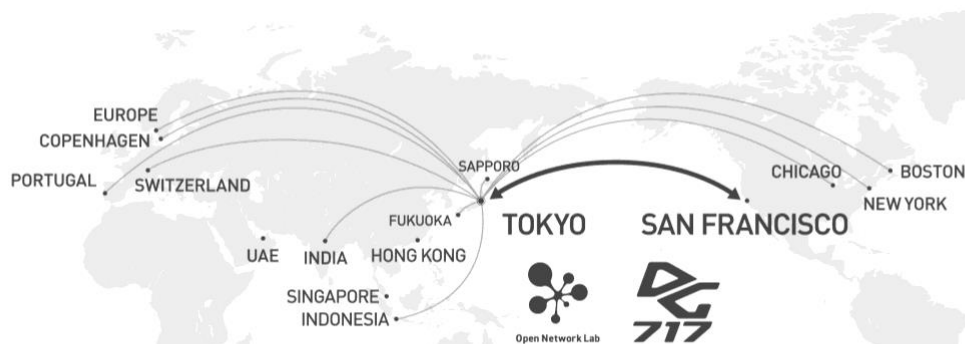 EUROPE
COPENHAGEN
PORTUGAL
SWITZERLAND
UAE
INDIA
HONG KONG
SINGAPORE
INDONESIA
SAPPORO
FUKUOKA
TOKYO
SAN FRANCISCO
CHICAGO
BOSTON
NEW YORK
Open Network Lab
DG
717